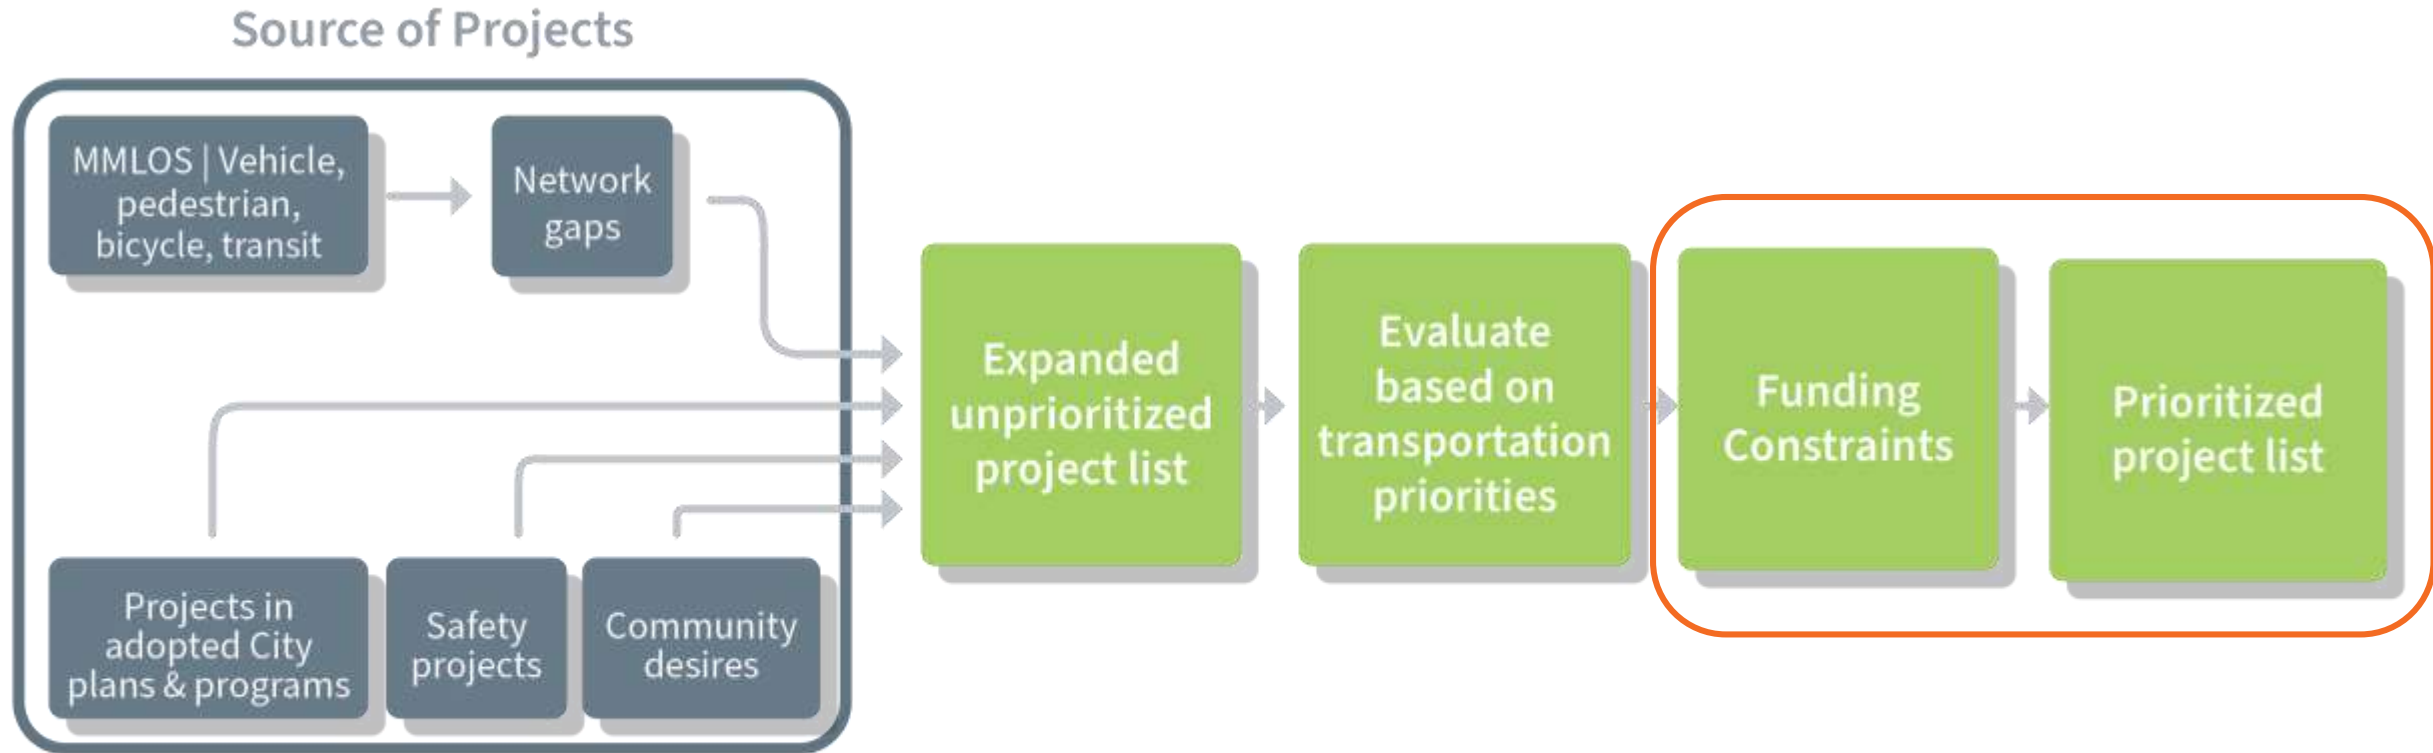 Source of Projects
MMLOS | Vehicle,
pedestrian,
bicycle, transit
Network
gaps
Projects in
adopted City
plans & programs
Safety
projects
Community
desires
Expanded
unprioritized
project list
Evaluate
based on
transportation
priorities
Funding
Constraints
Prioritized
project list